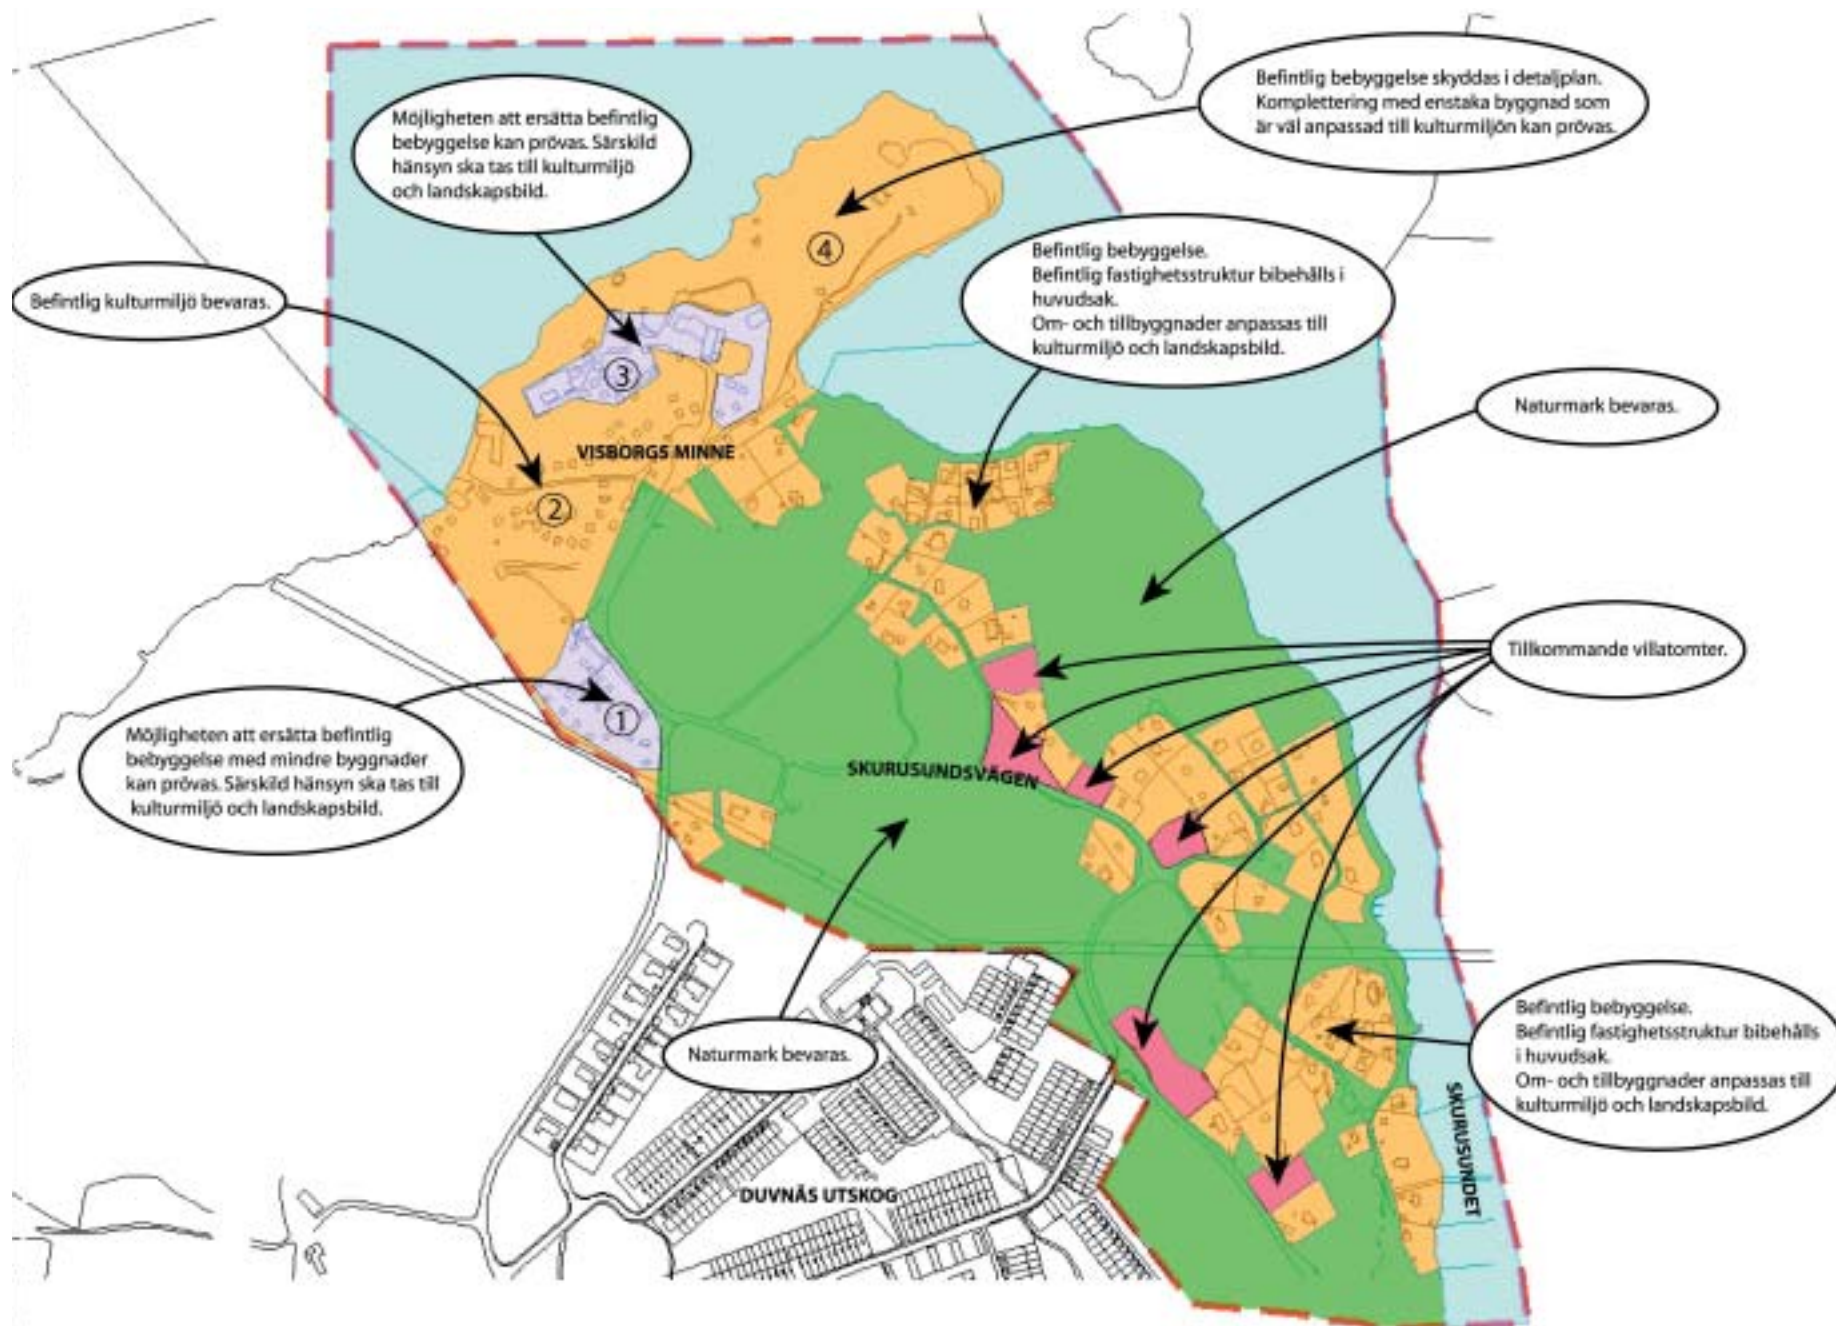 Befintlig bebyggelse skyddas i detaljplan.
Komplettering med enstaka byggnad som
är väl anpassad till kulturmiljön kan prövas.
Möjligheten att ersätta befintlig
bebyggelse kan prövas. Särskild
hänsyn ska tas till kulturmiljö
och landskapsbild.
4
Befintlig bebyggelse.
Befintlig fastighetsstruktur bibehålls i
huvudsak.
Om- och tillbyggnader anpassas till
kulturmiljö och landskapsbild.
Befintlig kulturmiljö bevaras.
3
Naturmark bevaras.
VISBORGS MINNE
2
Tillkommande villatomter.
1
Möjligheten att ersätta befintlig
bebyggelse med mindre byggnader
kan prövas. Särskild hänsyn ska tas till
kulturmiljö och landskapsbild.
SKURUSUNDSVÄGEN
Naturmark bevaras.
Befintlig bebyggelse.
Befintlig fastighetsstruktur bibehålls
i huvudsak.
Om- och tillbyggnader anpassas till
kulturmiljö och landskapsbild.
SKURUSUNDET
DUVNÄS UTSKOG